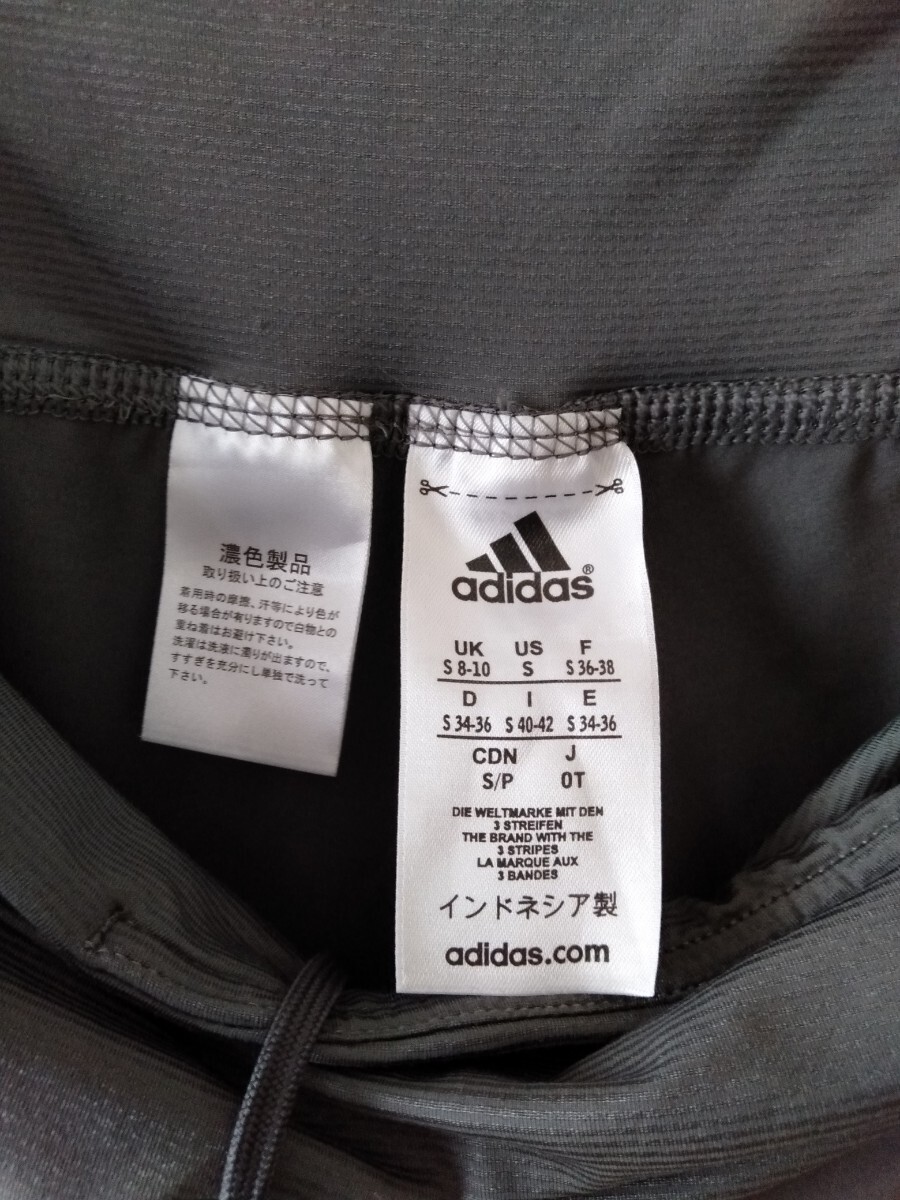 濃色製品
取り扱い上のご注意
着用時の摩擦、汗等により色が
移る場合が有りますので白物との
重ね着はお避け下さい。
洗濯は洗液に濁りが出ますので、
すすぎを充分にし単独で洗って
下さい。
adidas®
UK US F
S 8-10 S S 36-38
D I E
S 34-36 S 40-42 S 34-36
CDN J
S/P OT
DIE WELTMARKE MIT DEN
3 STREIFEN
THE BRAND WITH THE
3 STRIPES
LA MARQUE AUX
3 BANDES
インドネシア製
adidas.com